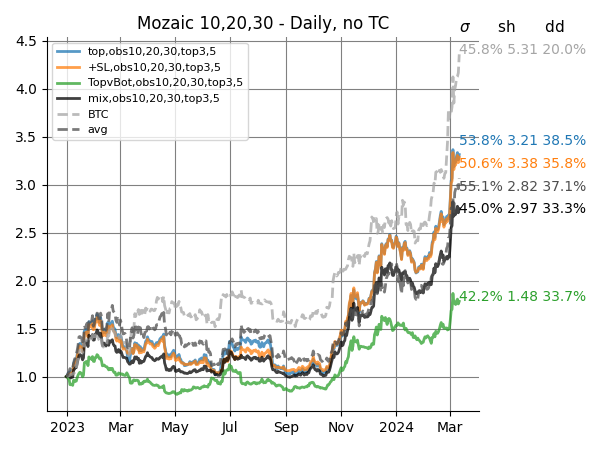 Mozaic 10,20,30 - Daily, no TC
σ sh dd
top,obs10,20,30,top3,5
+SL,obs10,20,30,top3,5
TopvBot,obs10,20,30,top3,5
mix,obs10,20,30,top3,5
BTC
avg
45.8% 5.31 20.0%
53.8% 3.21 38.5%
50.6% 3.38 35.8%
55.1% 2.82 37.1%
45.0% 2.97 33.3%
42.2% 1.48 33.7%
4.5
4.0
3.5
3.0
2.5
2.0
1.5
1.0
2023 Mar May Jul Sep Nov 2024 Mar